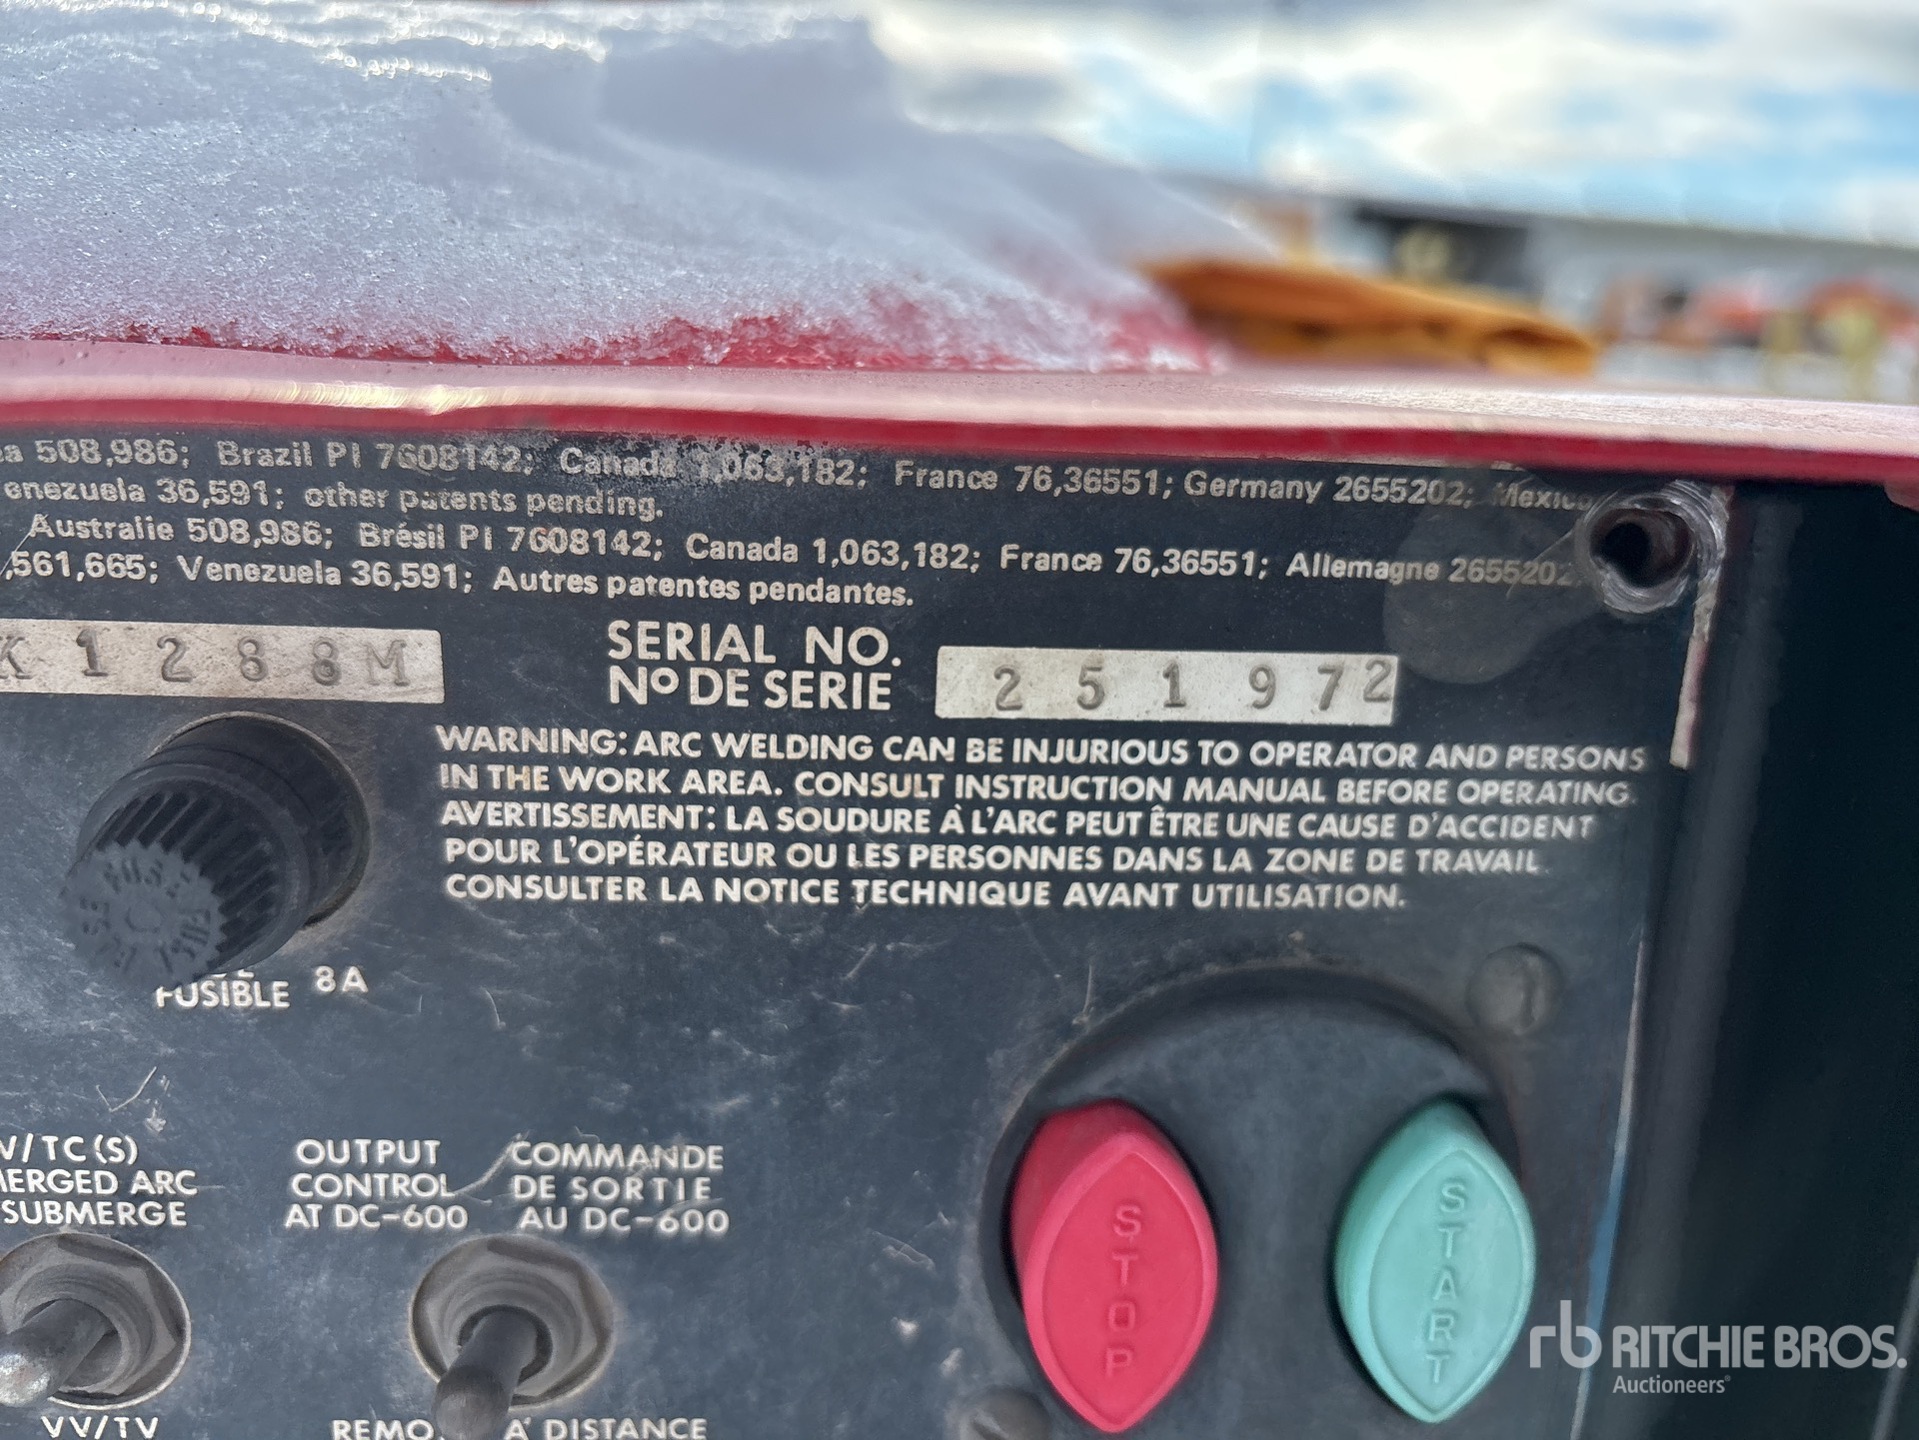 508,986; Brazil PI 7608142; Canada 1,063,182; France 76,36551; Germany 2655202; Mexico
enezuela 36,591; other patents pending.
Australie 508,986; Brésil PI 7608142; Canada 1,063,182; France 76,36551; Allemagne 2655202
,561,665; Venezuela 36,591; Autres patentes pendantes.
K1288M
SERIAL NO.
Nº DE SERIE
251972
WARNING: ARC WELDING CAN BE INJURIOUS TO OPERATOR AND PERSONS
IN THE WORK AREA. CONSULT INSTRUCTION MANUAL BEFORE OPERATING.
AVERTISSEMENT: LA SOUDURE À L'ARC PEUT ÊTRE UNE CAUSE D'ACCIDENT
POUR L'OPÉRATEUR OU LES PERSONNES DANS LA ZONE DE TRAVAIL.
CONSULTER LA NOTICE TECHNIQUE AVANT UTILISATION.
FUSIBLE 8A
V/TC(S)
MERGED ARC
SUBMERGE
VV/TV
OUTPUT
CONTROL
AT DC-600
COMMANDE
DE SORTIE
AU DC-600
REMO
A' DISTANCE
STOP
START
rb RITCHIE BROS.
Auctioneers®